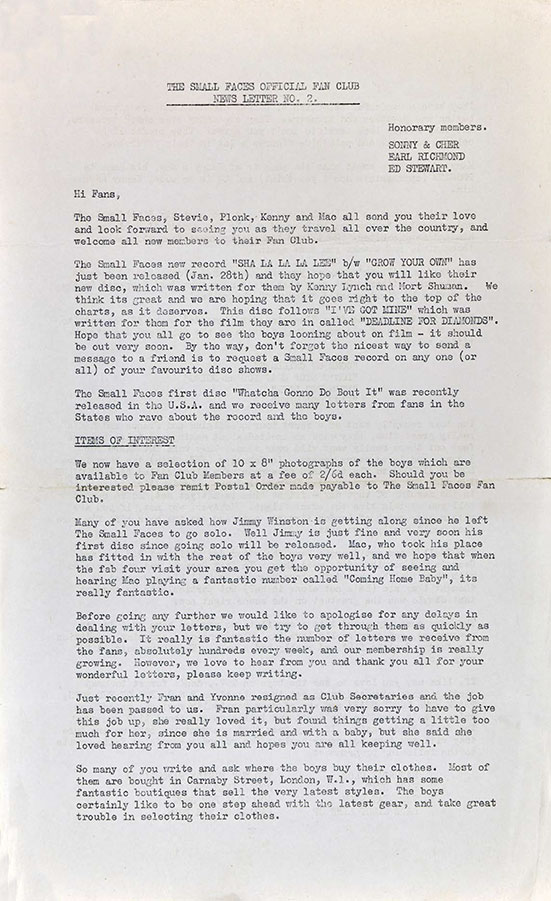 THE SMALL FACES OFFICIAL FAN CLUB
NEWS LETTER NO. 2.
Honorary members.
SONNY & CHER
EARL RICHMOND
ED STEWART.
Hi Fans,
The Small Faces, Stevie, Plonk, Kenny and Mac all send you their love
and look forward to seeing you as they travel all over the country, and
welcome all new members to their Fan Club.
The Small Faces new record "SHA LA LA LA LEE" b/w "GROW YOUR OWN" has
just been released (Jan. 28th) and they hope that you will like their
new disc, which was written for them by Kenny Lynch and Mort Shuman. We
think its great and we are hoping that it goes right to the top of the
charts, as it deserves. This disc follows "I'VE GOT MINE" which was
written for them for the film they are in called "DEADLINE FOR DIAMONDS".
Hope that you all go to see the boys looning about on film - it should
be out very soon. By the way, don't forget the nicest way to send a
message to a friend is to request a Small Faces record on any one (or
all) of your favourite disc shows.
The Small Faces first disc "Whatcha Gonno Do Bout It" was recently
released in the U.S.A. and we receive many letters from fans in the
States who rave about the record and the boys.
ITEMS OF INTEREST
We now have a selection of 10 x 8" photographs of the boys which are
available to Fan Club Members at a fee of 2/6d each. Should you be
interested please remit Postal Order made payable to The Small Faces Fan
Club.
Many of you have asked how Jimmy Winston is getting along since he left
The Small Faces to go solo. Well Jimmy is just fine and very soon his
first disc since going solo will be released. Mac, who took his place
has fitted in with the rest of the boys very well, and we hope that when
the fab four visit your area you get the opportunity of seeing and
hearing Mac playing a fantastic number called "Coming Home Baby", its
really fantastic.
Before going any further we would like to apologise for any delays in
dealing with your letters, but we try to get through them as quickly as
possible. It really is fantastic the number of letters we receive from
the fans, absolutely hundreds every week, and our membership is really
growing. However, we love to hear from you and thank you all for your
wonderful letters, please keep writing.
Just recently Fran and Yvonne resigned as Club Secretaries and the job
has been passed to us. Fran particularly was very sorry to have to give
this job up, she really loved it, but found things getting a little too
much for her, since she is married and with a baby, but she said she
loved hearing from you all and hopes you are all keeping well.
So many of you write and ask where the boys buy their clothes. Most of
them are bought in Carnaby Street, London, W.1., which has some
fantastic boutiques that sell the very latest styles. The boys
certainly like to be one step ahead with the latest gear, and take great
trouble in selecting their clothes.